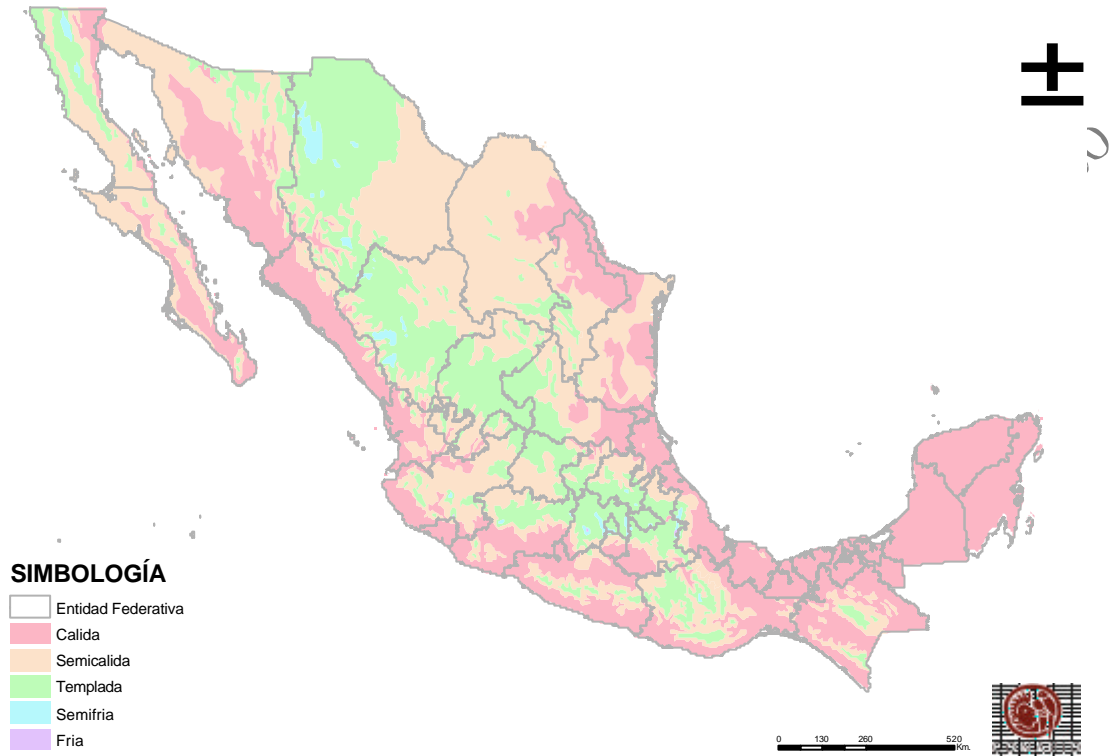 SIMBOLOGÍA
Entidad Federativa
Calida
Semicalida
Templada
Semifria
Fria
0 130 260 520
Km.